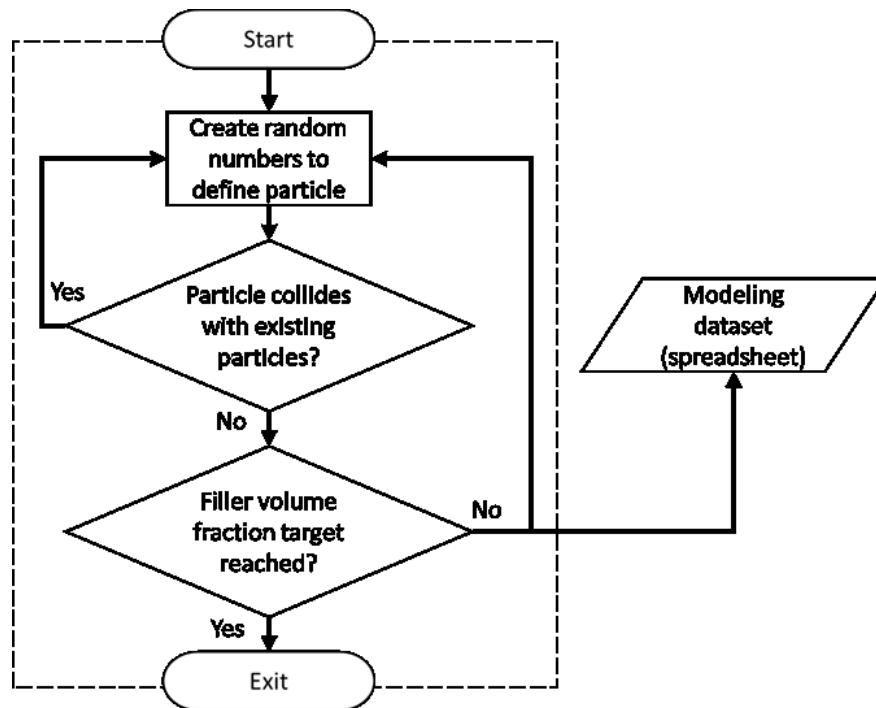 Start
Create random
numbers to
define particle
Yes
Particle collides
with existing
particles?
Modeling
dataset
(spreadsheet)
No
Filler volume
fraction target
reached?
No
Yes
Exit